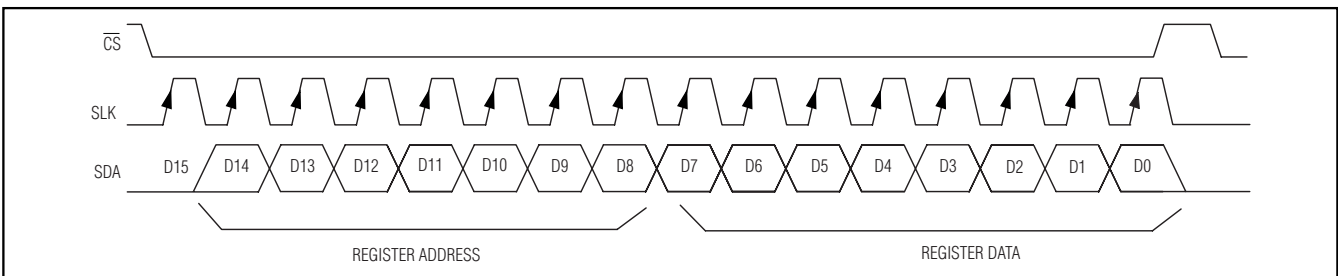 CS
SLK
SDA D15 D14 D13 D12 D11 D10 D9 D8 D7 D6 D5 D4 D3 D2 D1 D0
REGISTER ADDRESS REGISTER DATA